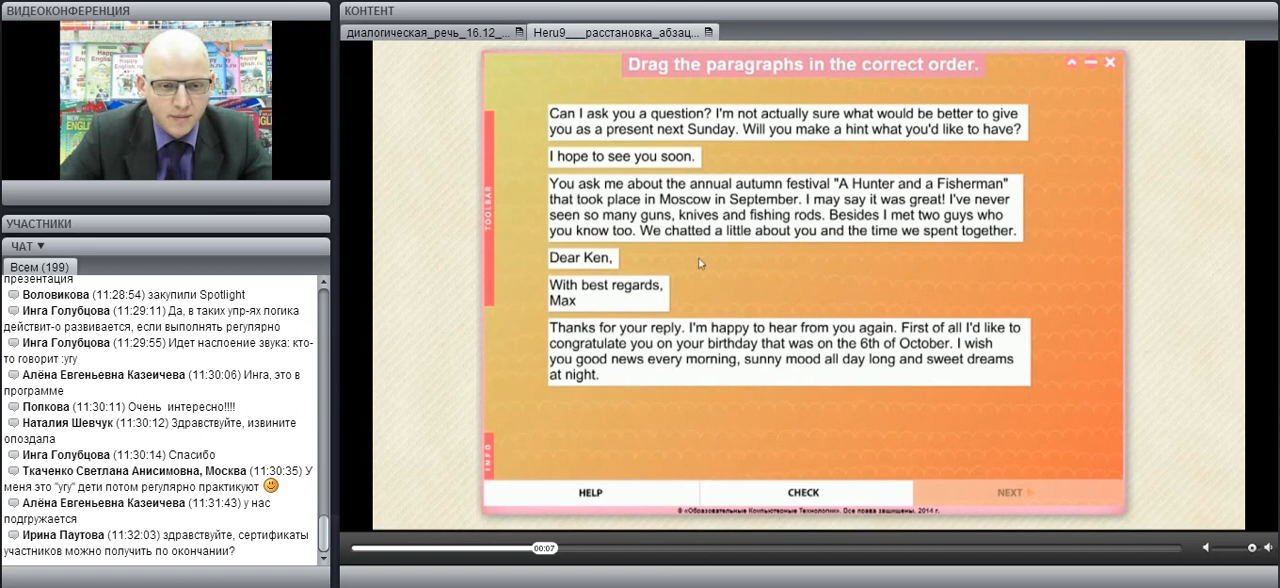 ВИДЕОКОНФЕРЕНЦИЯ
УЧАСТНИКИ
ЧАТ ▼
Всем (199)
презентация
Воловикова (11:28:54) закупили Spotlight
Инга Голубцова (11:29:11) Да, в таких упр-ях логика
действит-о развивается, если выполнять регулярно
Инга Голубцова (11:29:55) Идет наслоение звука: кто-
то говорит :угу
Алёна Евгеньевна Казеичева (11:30:06) Инга, это в
программе
Попкова (11:30:11) Очень интересно!!!!
Наталия Шевчук (11:30:12) Здравствуйте, извините
опоздала
Инга Голубцова (11:30:14) Спасибо
Ткаченко Светлана Анисимовна, Москва (11:30:35) У
меня это "угу" дети потом регулярно практикуют
Алёна Евгеньевна Казеичева (11:31:43) у нас
подгружается
Ирина Паутова (11:32:03) здравствуйте, сертификаты
участников можно получить по окончании?
КОНТЕНТ
диалогическая_речь_16.12_...
Heru9___расстановка_абзац...
Drag the paragraphs in the correct order.
TOOLBAR
Can I ask you a question? I'm not actually sure what would be better to give
you as a present next Sunday. Will you make a hint what you'd like to have?
I hope to see you soon.
You ask me about the annual autumn festival "A Hunter and a Fisherman"
that took place in Moscow in September. I may say it was great! I've never
seen so many guns, knives and fishing rods. Besides I met two guys who
you know too. We chatted a little about you and the time we spent together.
Dear Ken,
With best regards,
Max
Thanks for your reply. I'm happy to hear from you again. First of all I'd like to
congratulate you on your birthday that was on the 6th of October. I wish
you good news every morning, sunny mood all day long and sweet dreams
at night.
INFO
HELP
CHECK
NEXT
© «Образовательные Компьютерные Технологии». Все права защищены, 2014 г.
00:07